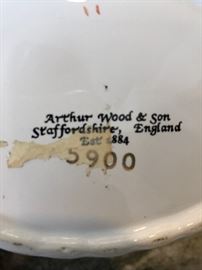 Arthur Wood & Son
Staffordshire, England
Est 1884
5900